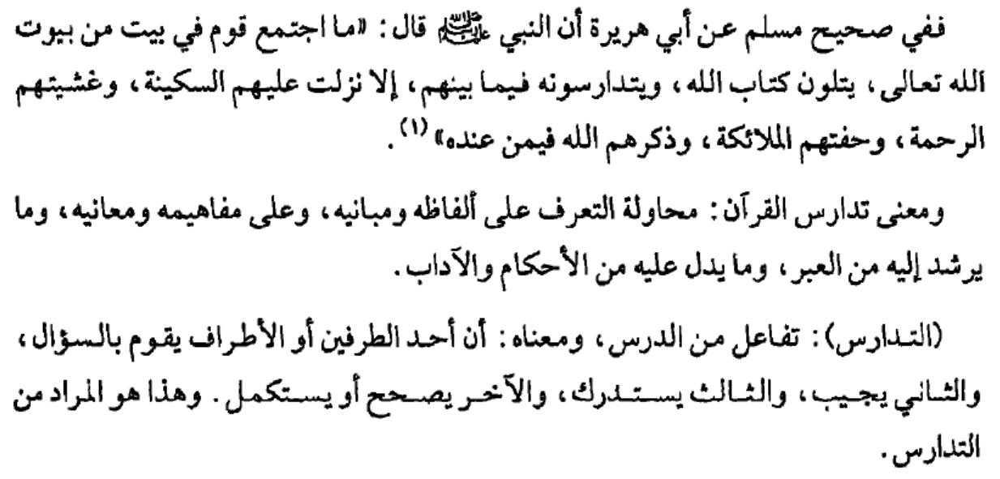 ففي صحيح مسلم عن أبي هريرة أن النبي ﷺ قال: «ما اجتمع قوم في بيت من بيوت
الله تعالى، يتلون كتاب الله، ويتدارسونه فيما بينهم، إلا نزلت عليهم السكينة، وغشيتهم
الرحمة، وحفتهم الملائكة، وذكرهم الله فيمن عنده»(١).
ومعنى تدارس القرآن: محاولة التعرف على ألفاظه ومبانيه، وعلى مفاهيمه ومعانيه، وما
يرشد إليه من العبر، وما يدل عليه من الأحكام والآداب.
(التدارس): تفاعل من الدرس، ومعناه: أن أحد الطرفين أو الأطراف يقوم بالسؤال،
والثاني يجيب، والثالث يستدرك، والآخر يصحح أو يستكمل. وهذا هو المراد من
التدارس.